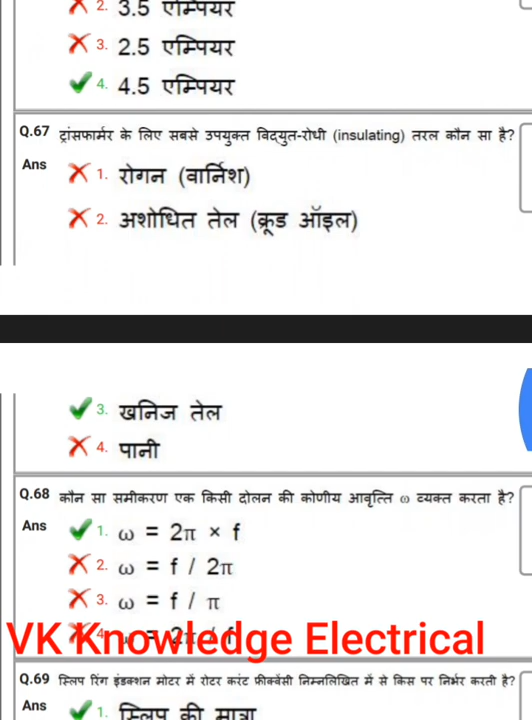 2. 3.5 एम्पियर
3. 2.5 एम्पियर
4. 4.5 एम्पियर
Q.67 ट्रांसफार्मर के लिए सबसे उपयुक्त विद्युत-रोधी (insulating) तरल कौन सा है?
Ans
1. रोगन (वार्निश)
2. अशोधित तेल (क्रूड ऑइल)
3. खनिज तेल
4. पानी
Q.68 कौन सा समीकरण एक किसी दोलन की कोणीय आवृत्ति ω व्यक्त करता है?
Ans
1. ω = 2π × f
2. ω = f / 2π
3. ω = f / π
4. ω = 2π / f
VK Knowledge Electrical
Q.69 स्लिप रिंग इंडक्शन मोटर में रोटर करंट फ्रीक्वेंसी निम्नलिखित में से किस पर निर्भर करती है?
Ans
1. स्लिप की मात्रा